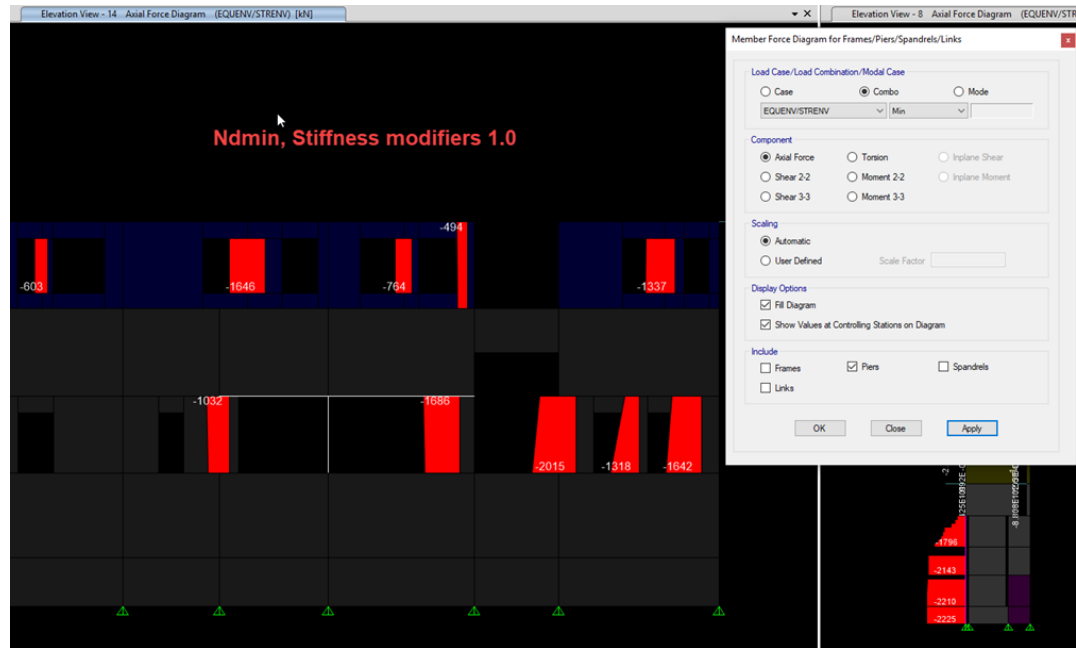 Elevation View - 14 Axial Force Diagram (EQUENV/STRENV) [kN]
Elevation View - 8 Axial Force Diagram (EQUENV/STR
Member Force Diagram for Frames/Piers/Spandrels/Links
Load Case/Load Combination/Modal Case
Case
Combo
Mode
EQUENV/STRENV
Min
Component
Axial Force
Torsion
Inplane Shear
Shear 2-2
Moment 2-2
Inplane Moment
Shear 3-3
Moment 3-3
Scaling
Automatic
User Defined
Scale Factor
Display Options
Fill Diagram
Show Values at Controlling Stations on Diagram
Include
Frames
Piers
Spandrels
Links
OK
Close
Apply
Ndmin, Stiffness modifiers 1.0
-494
-603
-1646
-764
-1337
-1032
-1686
-2015
-1318
-1642
-1796
-2143
-2210
-2225